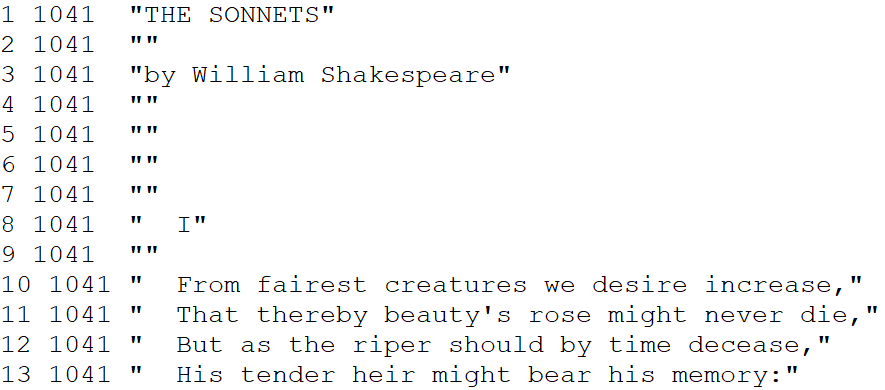 1 1041  "THE SONNETS"
2 1041  ""
3 1041  "by William Shakespeare"
4 1041  ""
5 1041  ""
6 1041  ""
7 1041  ""
8 1041  "  I"
9 1041  ""
10 1041 "  From fairest creatures we desire increase,"
11 1041 "  That thereby beauty's rose might never die,"
12 1041 "  But as the riper should by time decease,"
13 1041 "  His tender heir might bear his memory:"